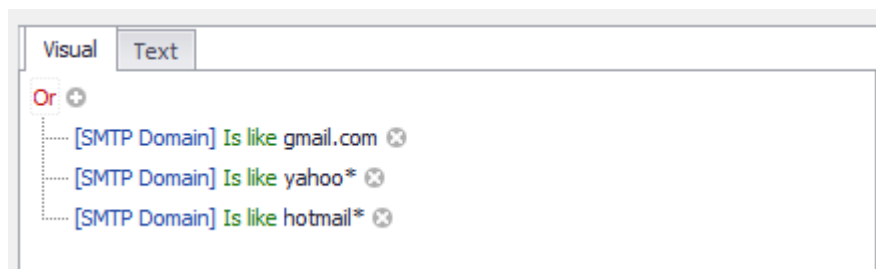 Visual Text
Or
[SMTP Domain] Is like gmail.com
[SMTP Domain] Is like yahoo*
[SMTP Domain] Is like hotmail*